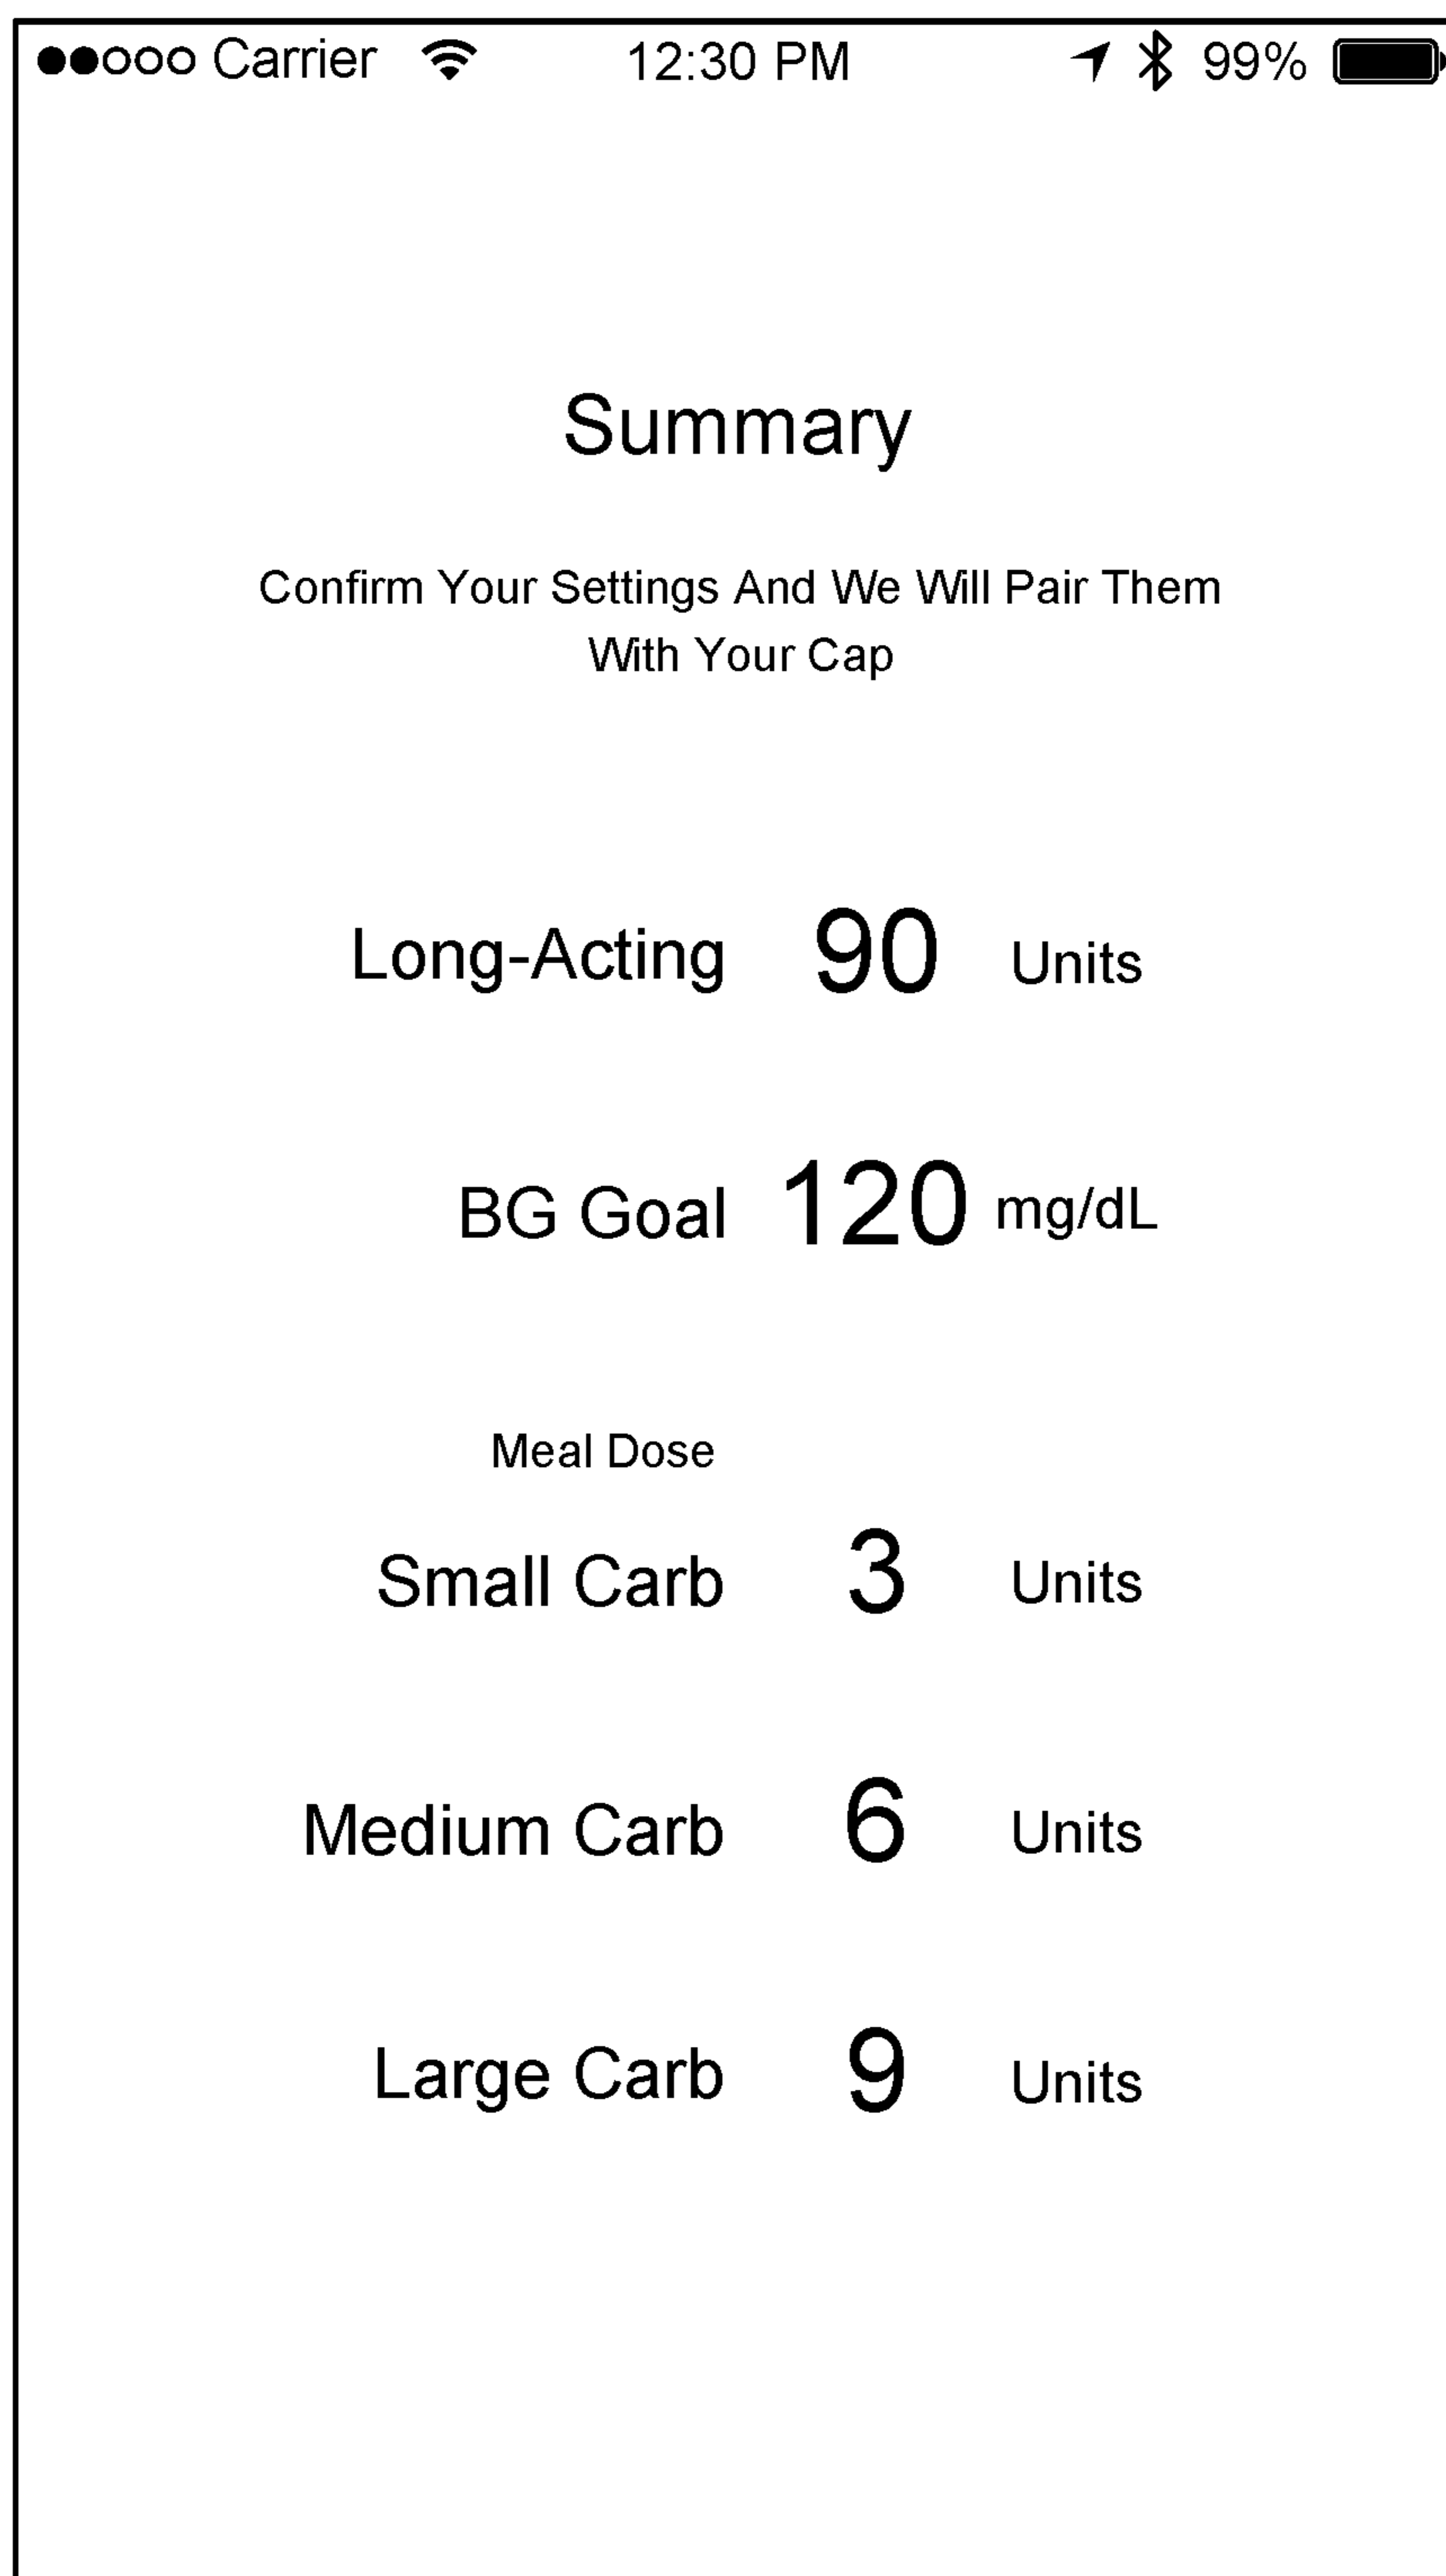 Carrier 12:30 PM 99%
Summary
Confirm Your Settings And We Will Pair Them
With Your Cap
Long-Acting 90 Units
BG Goal 120 mg/dL
Meal Dose
Small Carb 3 Units
Medium Carb 6 Units
Large Carb 9 Units